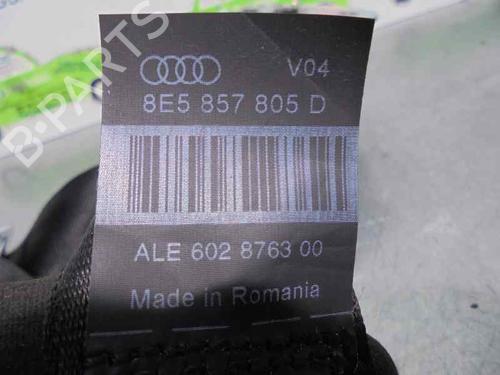 V04
8E5 857 805 D
ALE 602 8763 00
Made in Romania
B-PARTS